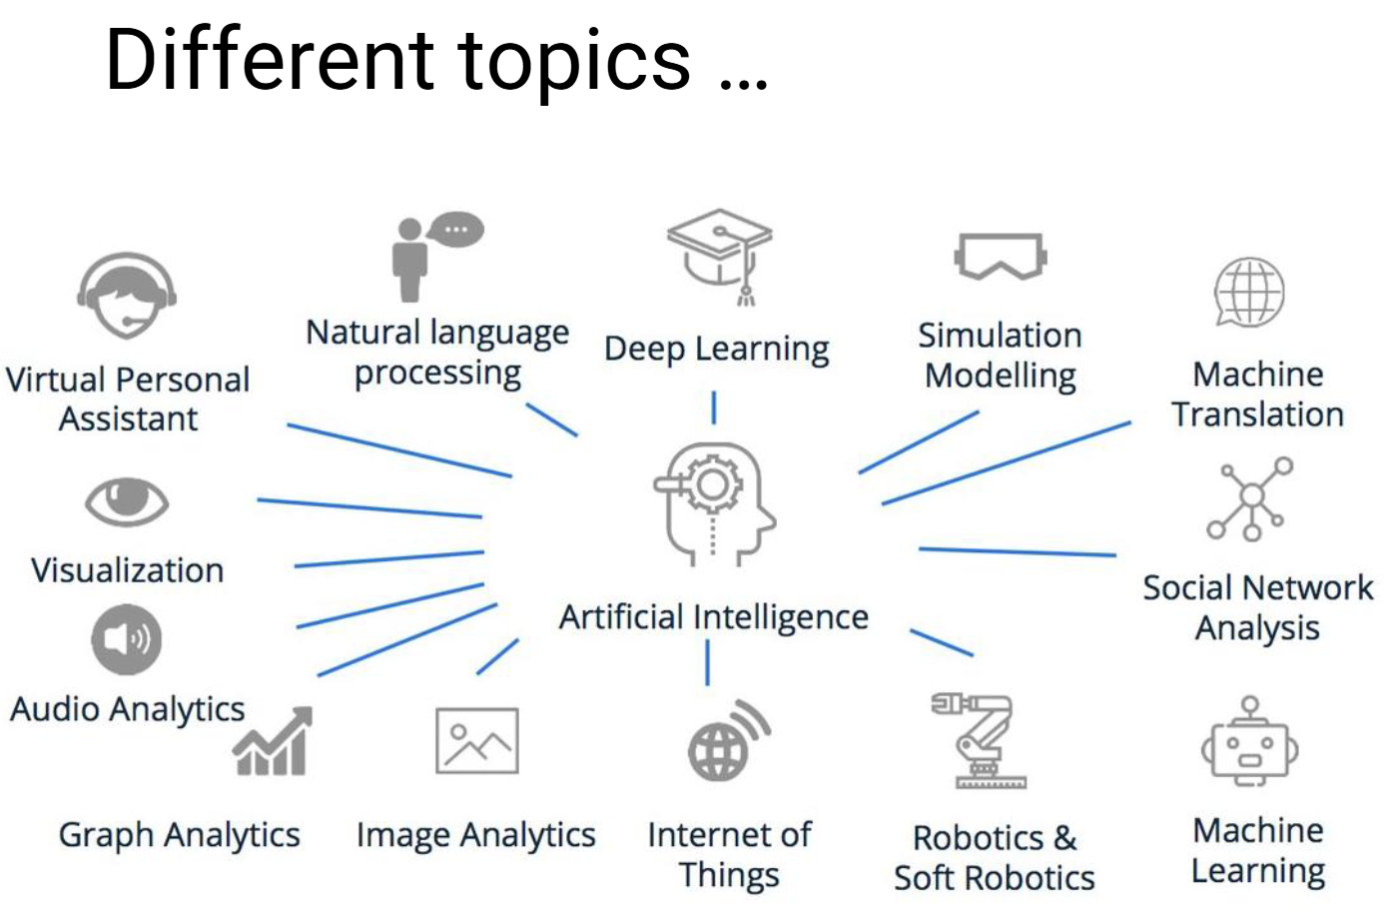 Different topics ...
Virtual Personal
Assistant
Natural language
processing
Deep Learning
Simulation
Modelling
Machine
Translation
Visualization
Artificial Intelligence
Social Network
Analysis
Audio Analytics
Graph Analytics
Image Analytics
Internet of
Things
Robotics &
Soft Robotics
Machine
Learning